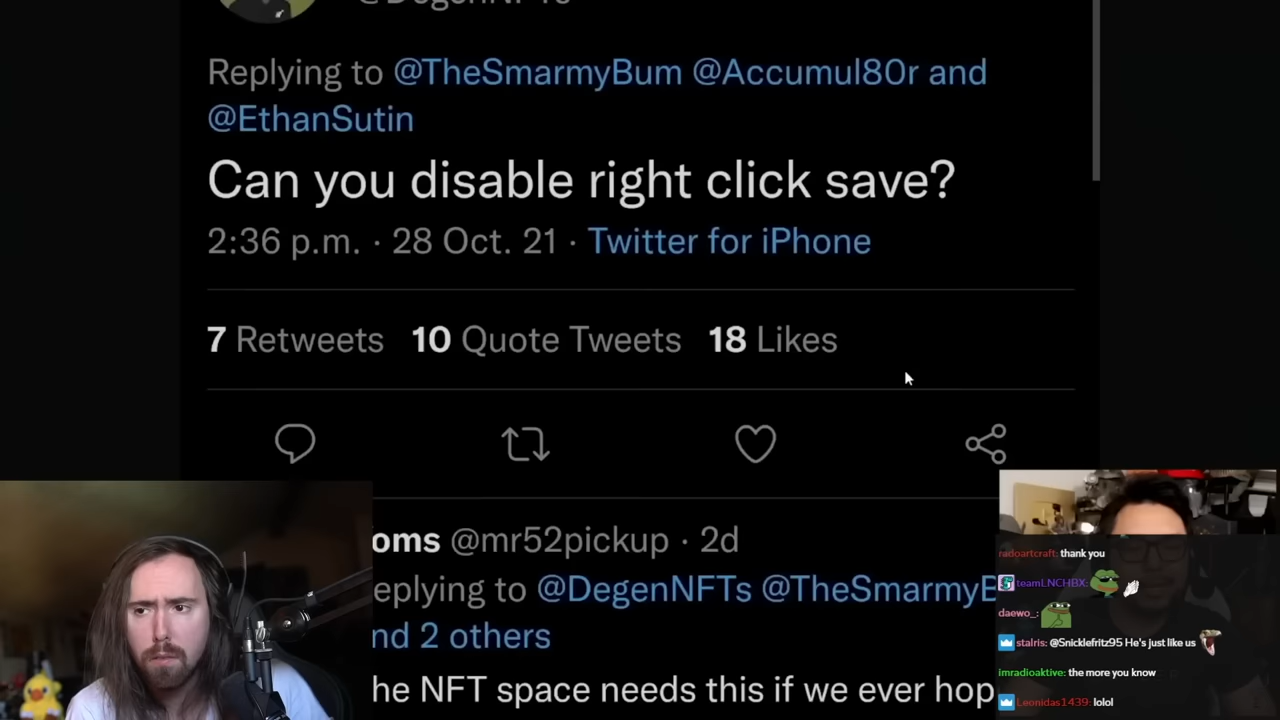 Replying to @TheSmarmyBum @Accumul80r and
@EthanSutin
Can you disable right click save?
2:36 p.m. · 28 Oct. 21 · Twitter for iPhone
7 Retweets 10 Quote Tweets 18 Likes
oms @mr52pickup · 2d
eplying to @DegenNFTs @TheSmarmyB
nd 2 others
he NFT space needs this if we ever hop
radoartcraft: thank you
teamLNCHBX:
daewo_:
stalris: @Snicklefritz95 He's just like us
imradioaktive: the more you know
Leonidas1439: lolol